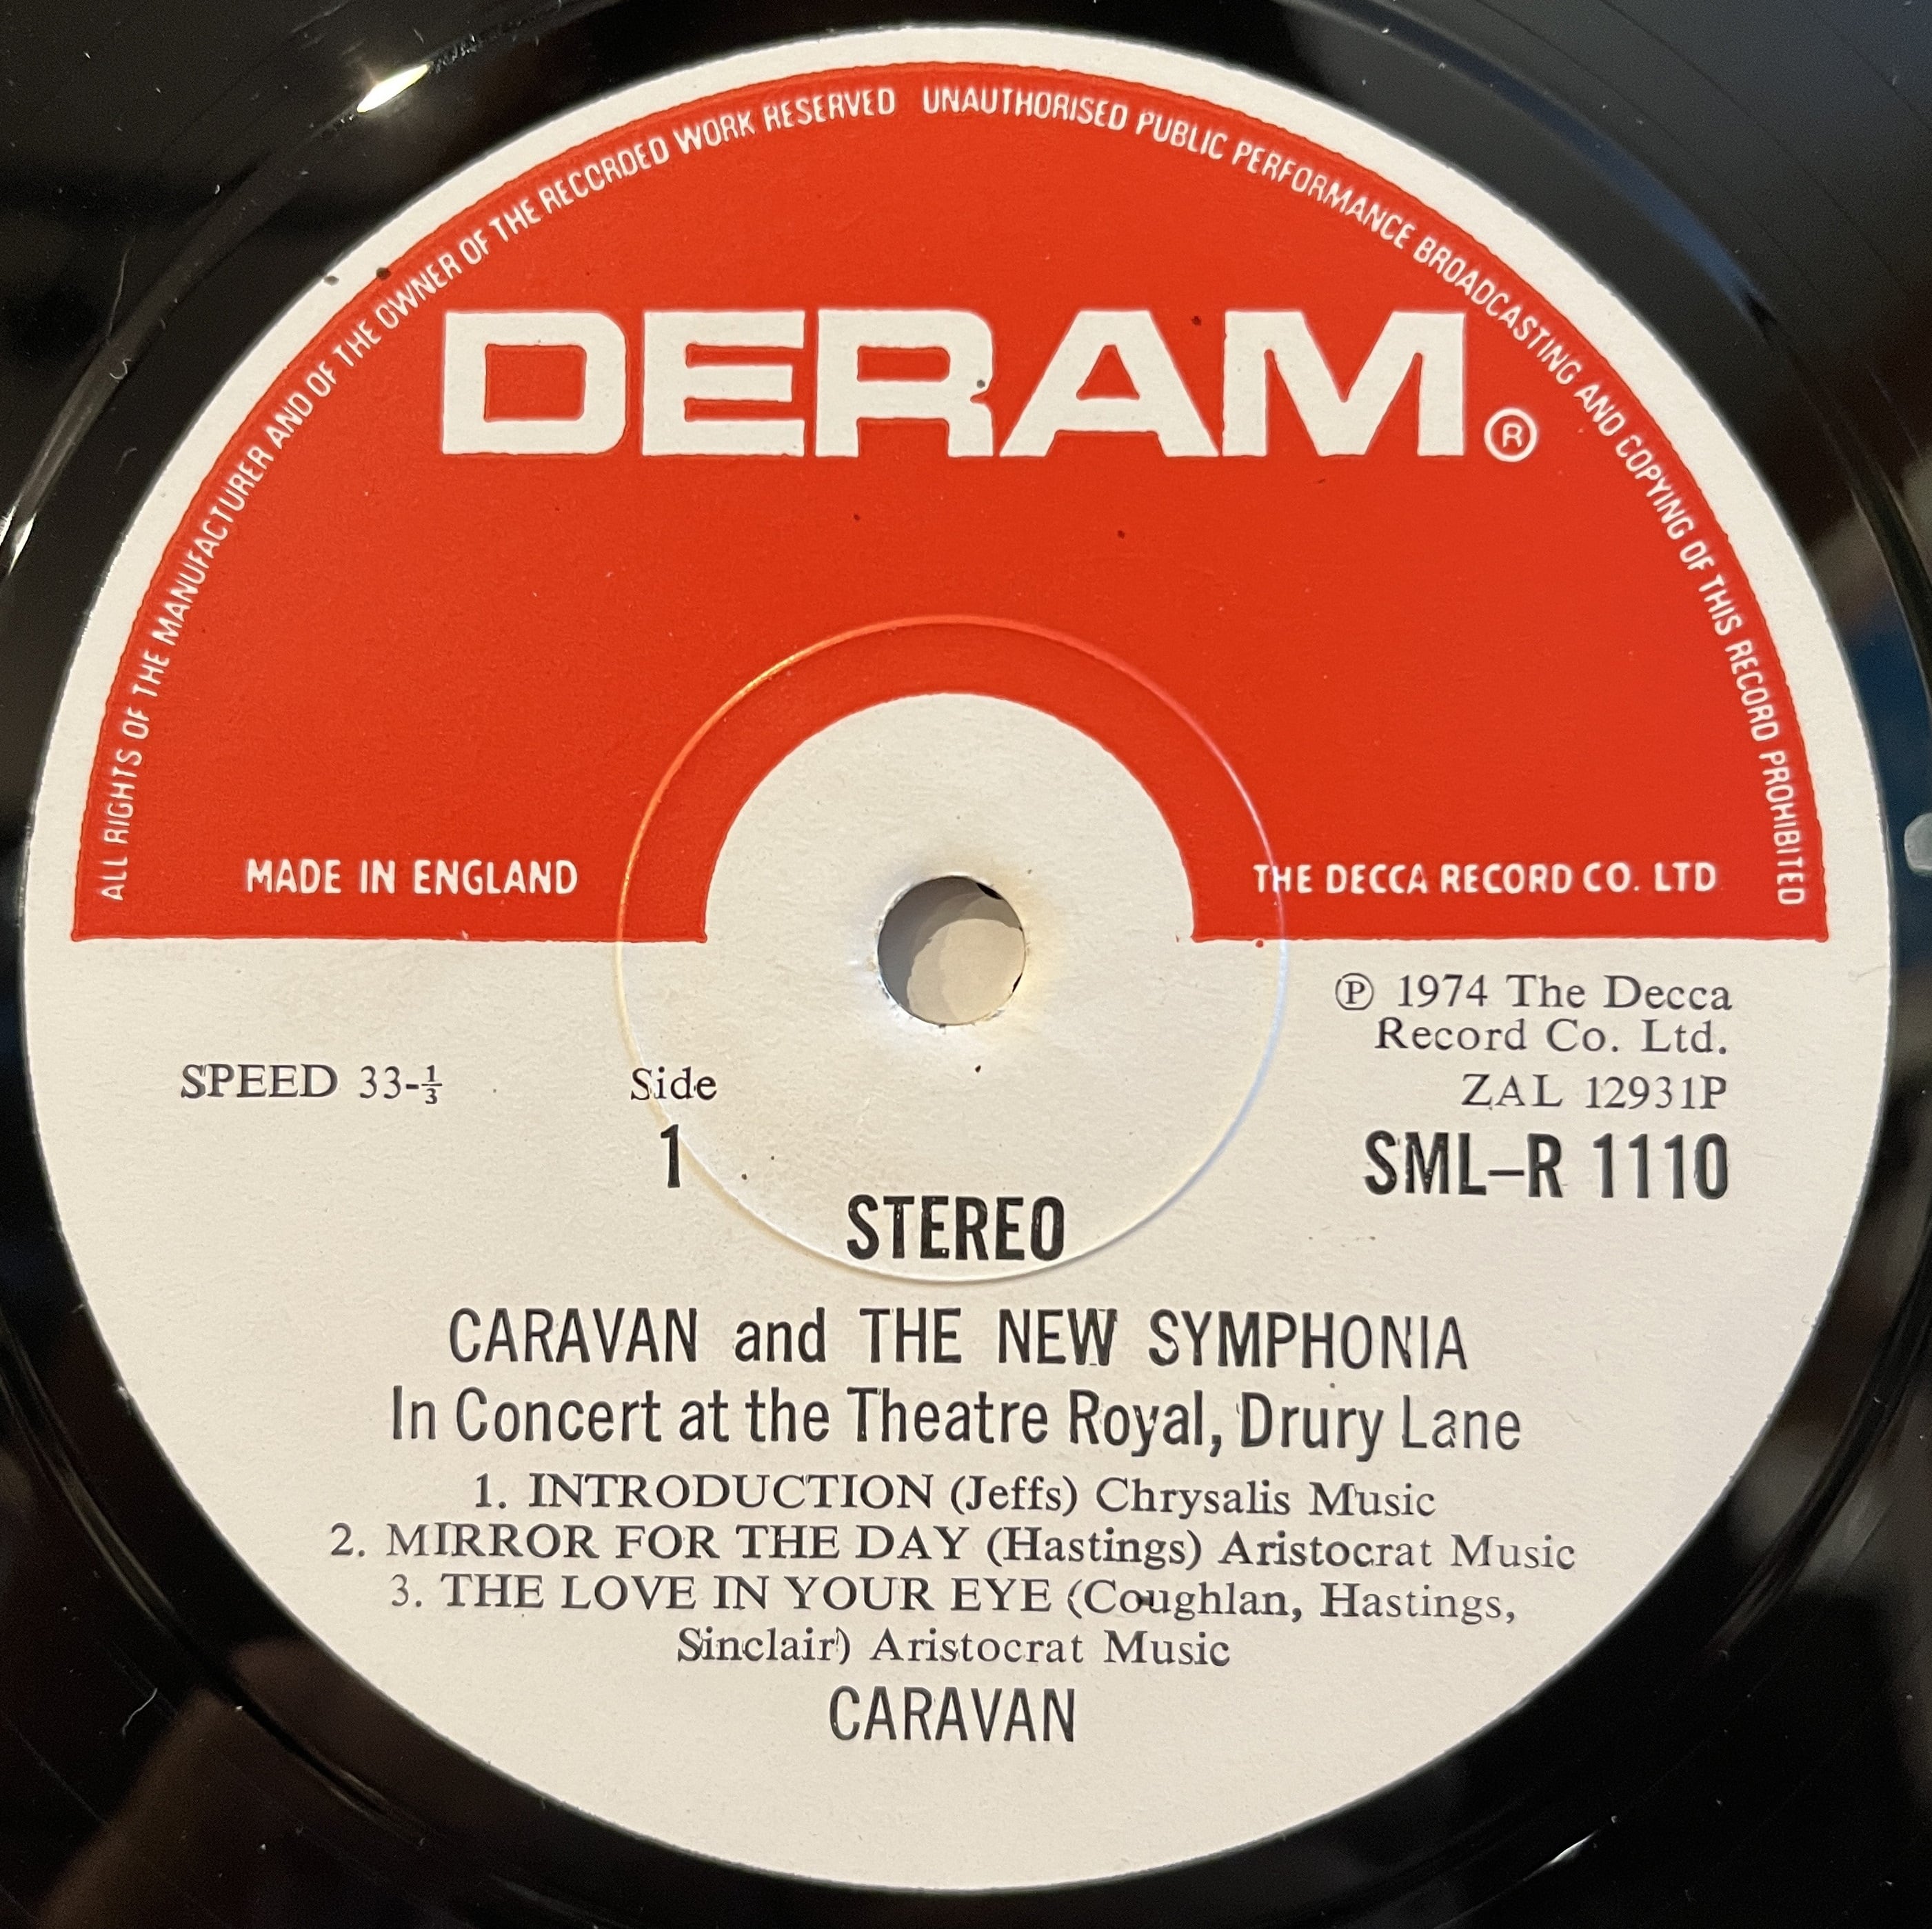 ALL RIGHTS OF THE MANUFACTURER AND OF THE OWNER OF THE RECORDED WORK RESERVED UNAUTHORISED PUBLIC PERFORMANCE BROADCASTING AND COPYING OF THIS RECORD PROHIBITED
DERAM ®
MADE IN ENGLAND
THE DECCA RECORD CO. LTD
℗ 1974 The Decca
Record Co. Ltd.
SPEED 33-⅓
Side
1
ZAL 12931P
SML–R 1110
STEREO
CARAVAN and THE NEW SYMPHONIA
In Concert at the Theatre Royal, Drury Lane
1. INTRODUCTION (Jeffs) Chrysalis Music
2. MIRROR FOR THE DAY (Hastings) Aristocrat Music
3. THE LOVE IN YOUR EYE (Coughlan, Hastings,
Sinclair) Aristocrat Music
CARAVAN